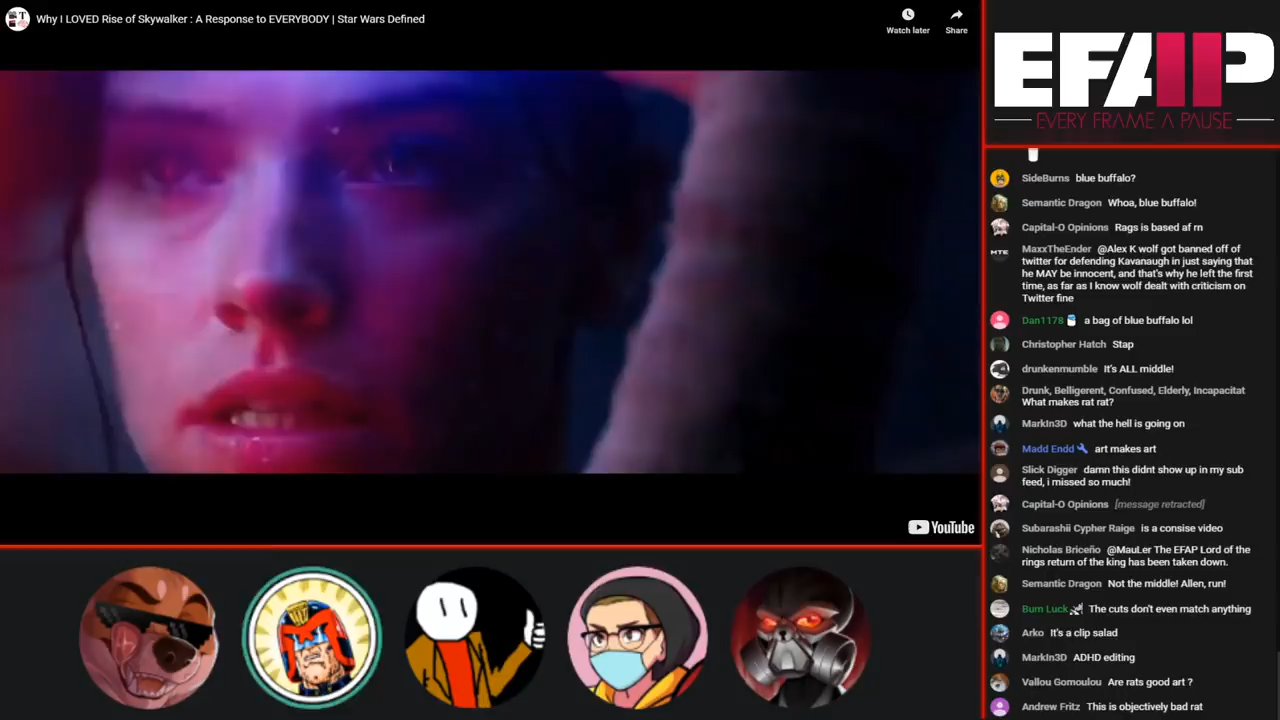 Why I LOVED Rise of Skywalker : A Response to EVERYBODY | Star Wars Defined
Watch later
Share
YouTube
EFAP
EVERY FRAME A PAUSE
SideBurns blue buffalo?
Semantic Dragon Whoa, blue buffalo!
Capital-O Opinions Rags is based af rn
MaxxTheEnder @Alex K wolf got banned off of
twitter for defending Kavanaugh in just saying that
he MAY be innocent, and that's why he left the first
time, as far as I know wolf dealt with criticism on
Twitter fine
Dan1178 a bag of blue buffalo lol
Christopher Hatch Stap
drunkenmumble It's ALL middle!
Drunk, Belligerent, Confused, Elderly, Incapacitat
What makes rat rat?
MarkIn3D what the hell is going on
Madd Endd art makes art
Slick Digger damn this didnt show up in my sub
feed, i missed so much!
Capital-O Opinions [message retracted]
Subarashii Cypher Raige is a consise video
Nicholas Briceño @MauLer The EFAP Lord of the
rings return of the king has been taken down.
Semantic Dragon Not the middle! Allen, run!
Bum Luck The cuts don't even match anything
Arko It's a clip salad
MarkIn3D ADHD editing
Vallou Gomoulou Are rats good art ?
Andrew Fritz This is objectively bad rat